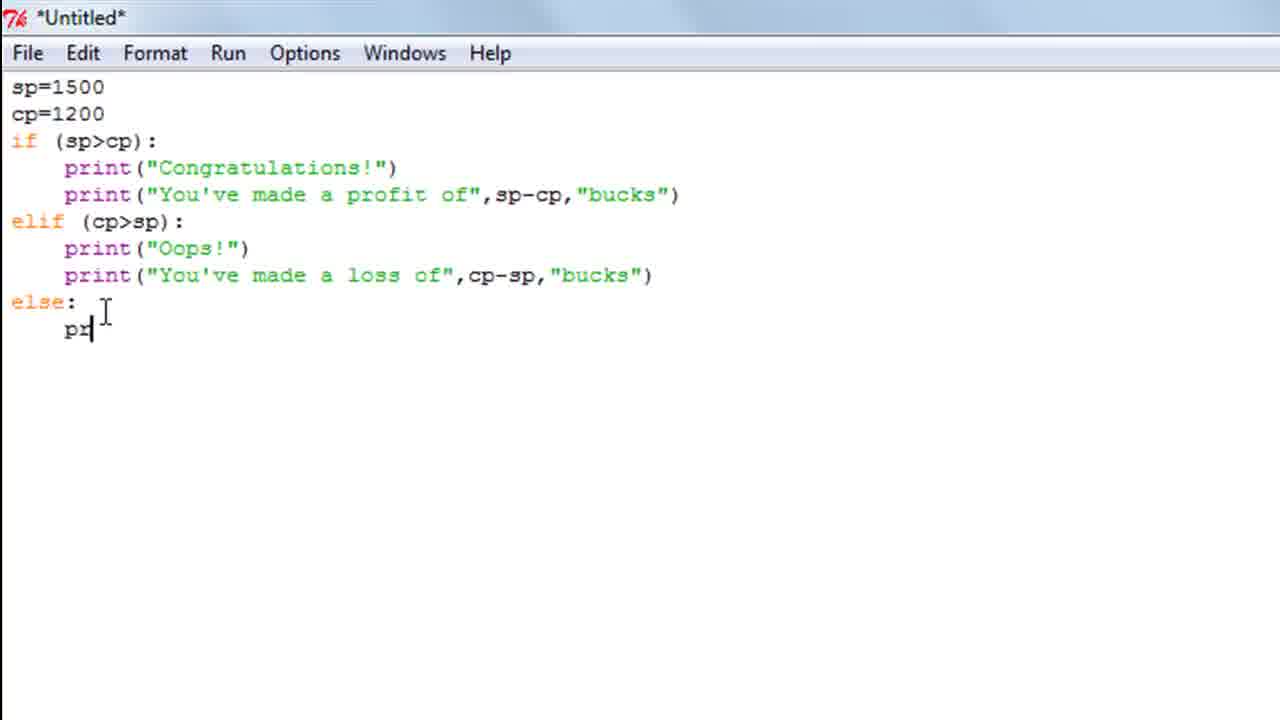 *Untitled*
File Edit Format Run Options Windows Help
sp=1500
cp=1200
if (sp>cp):
    print("Congratulations!")
    print("You've made a profit of",sp-cp,"bucks")
elif (cp>sp):
    print("Oops!")
    print("You've made a loss of",cp-sp,"bucks")
else:
    pr